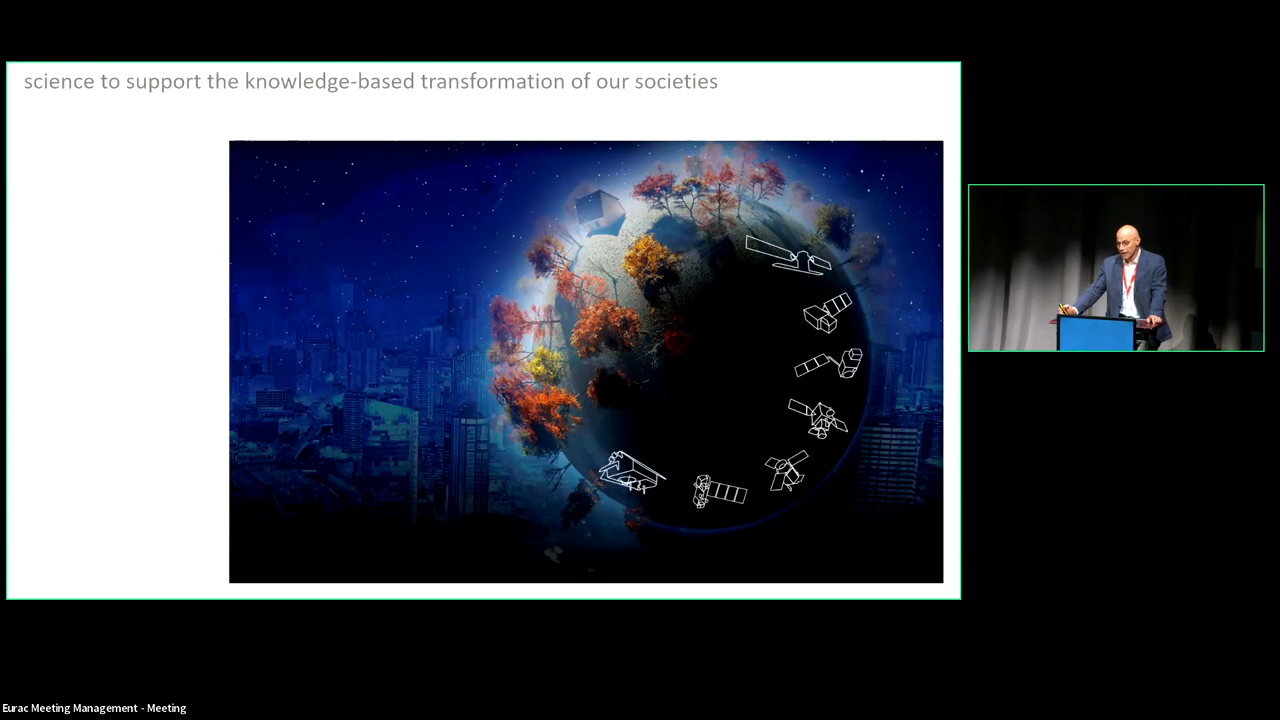 science to support the knowledge-based transformation of our societies
Eurac Meeting Management - Meeting